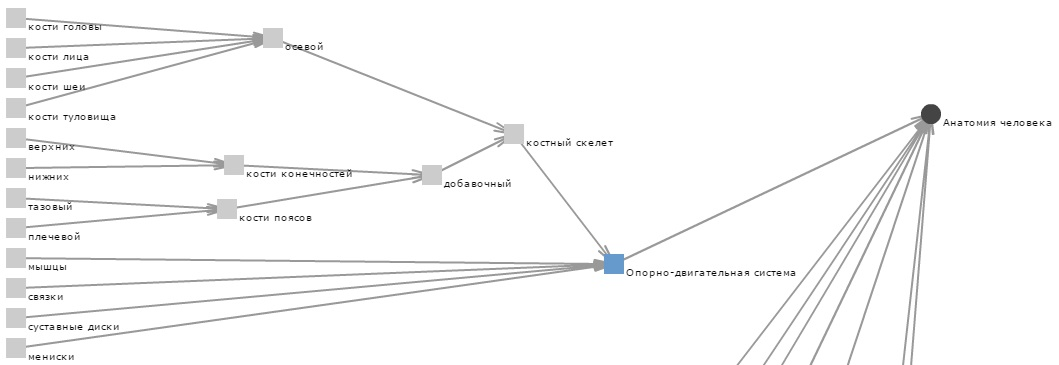 кости головы
осевой
кости лица
кости шеи
кости туловища
Анатомия человека
костный скелет
верхних
нижних
кости конечностей
добавочный
тазовый
кости поясов
плечевой
мышцы
Опорно-двигательная система
связки
суставные диски
мениски